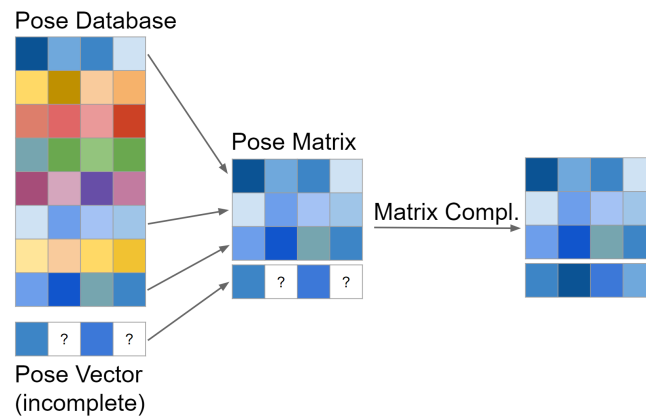 Pose Database
Pose Matrix
Matrix Compl.
? ?
? ?
Pose Vector
(incomplete)